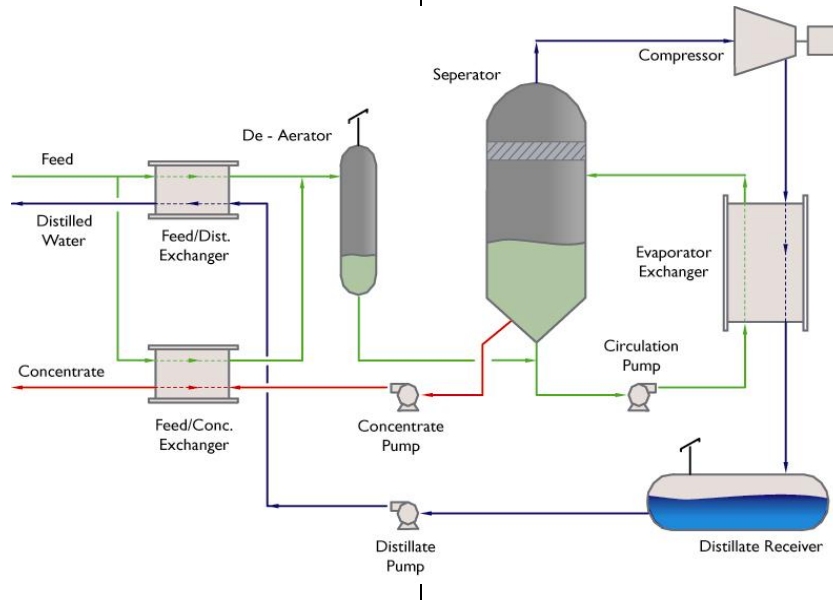 Compressor
Seperator
De - Aerator
Feed
Distilled
Water
Feed/Dist.
Exchanger
Evaporator
Exchanger
Circulation
Pump
Concentrate
Feed/Conc.
Exchanger
Concentrate
Pump
Distillate
Pump
Distillate Receiver